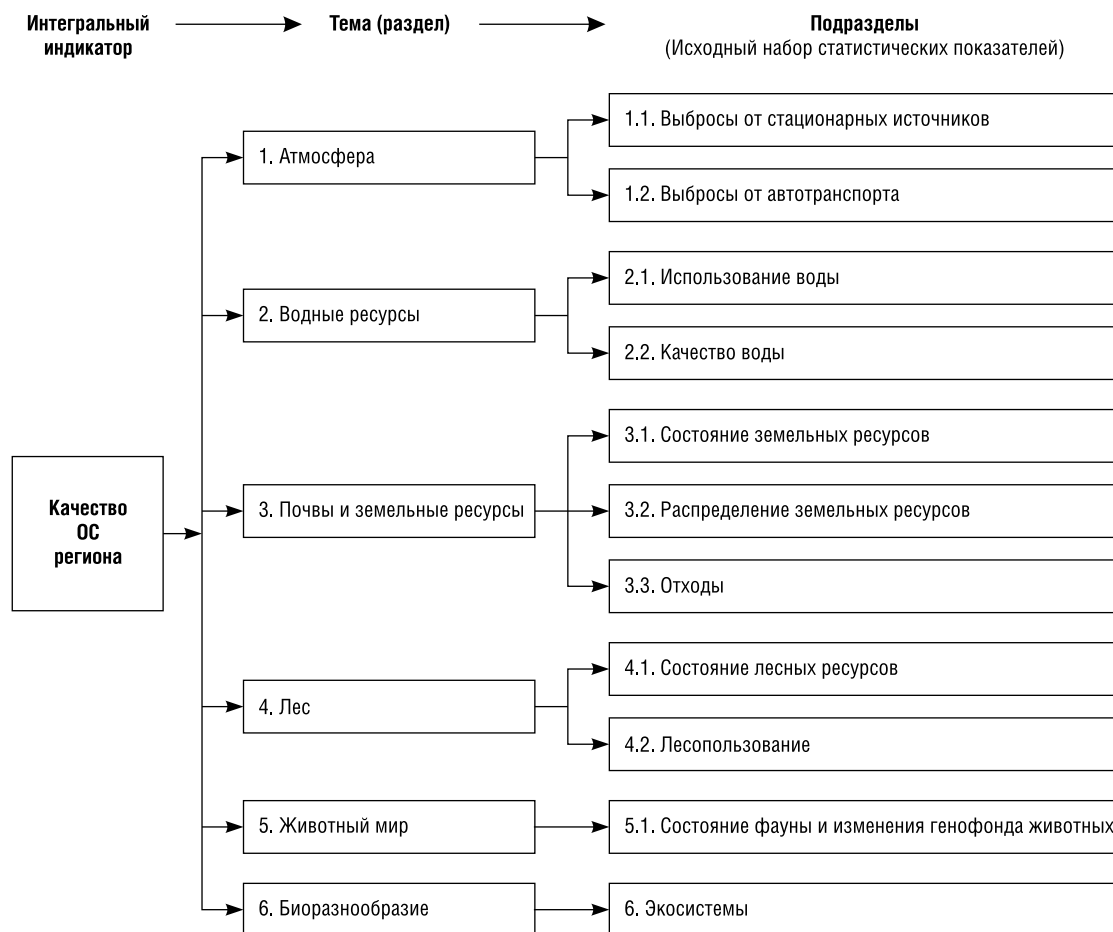 Интегральный
индикатор
Тема (раздел)
Подразделы
(Исходный набор статистических показателей)
Качество
ОС
региона
1. Атмосфера
1.1. Выбросы от стационарных источников
1.2. Выбросы от автотранспорта
2. Водные ресурсы
2.1. Использование воды
2.2. Качество воды
3. Почвы и земельные ресурсы
3.1. Состояние земельных ресурсов
3.2. Распределение земельных ресурсов
3.3. Отходы
4. Лес
4.1. Состояние лесных ресурсов
4.2. Лесопользование
5. Животный мир
5.1. Состояние фауны и изменения генофонда животных
6. Биоразнообразие
6. Экосистемы